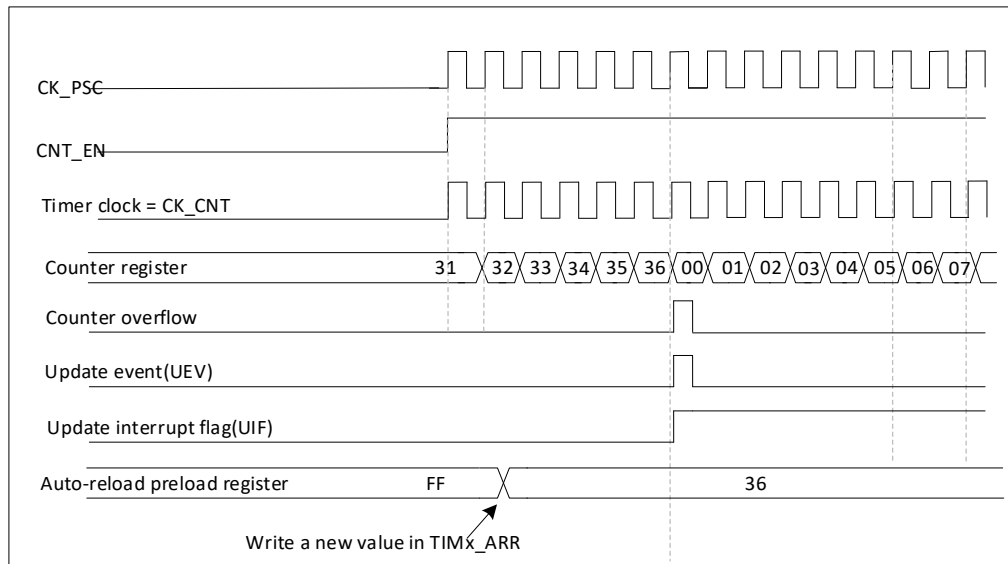 CK_PSC
CNT_EN
Timer clock = CK_CNT
Counter register 31 32 33 34 35 36 00 01 02 03 04 05 06 07
Counter overflow
Update event(UEV)
Update interrupt flag(UIF)
Auto-reload preload register FF 36
Write a new value in TIMx_ARR